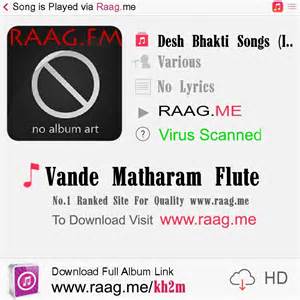 Song is Played via Raag.me
RAAG.FM
no album art
Desh Bhakti Songs (I..
Various
No Lyrics
RAAG.ME
? Virus Scanned
Vande Matharam Flute
No.1 Ranked Site For Quality www.raag.me
To Download Visit www.raag.me
Download Full Album Link
www.raag.me/kh2m
HD